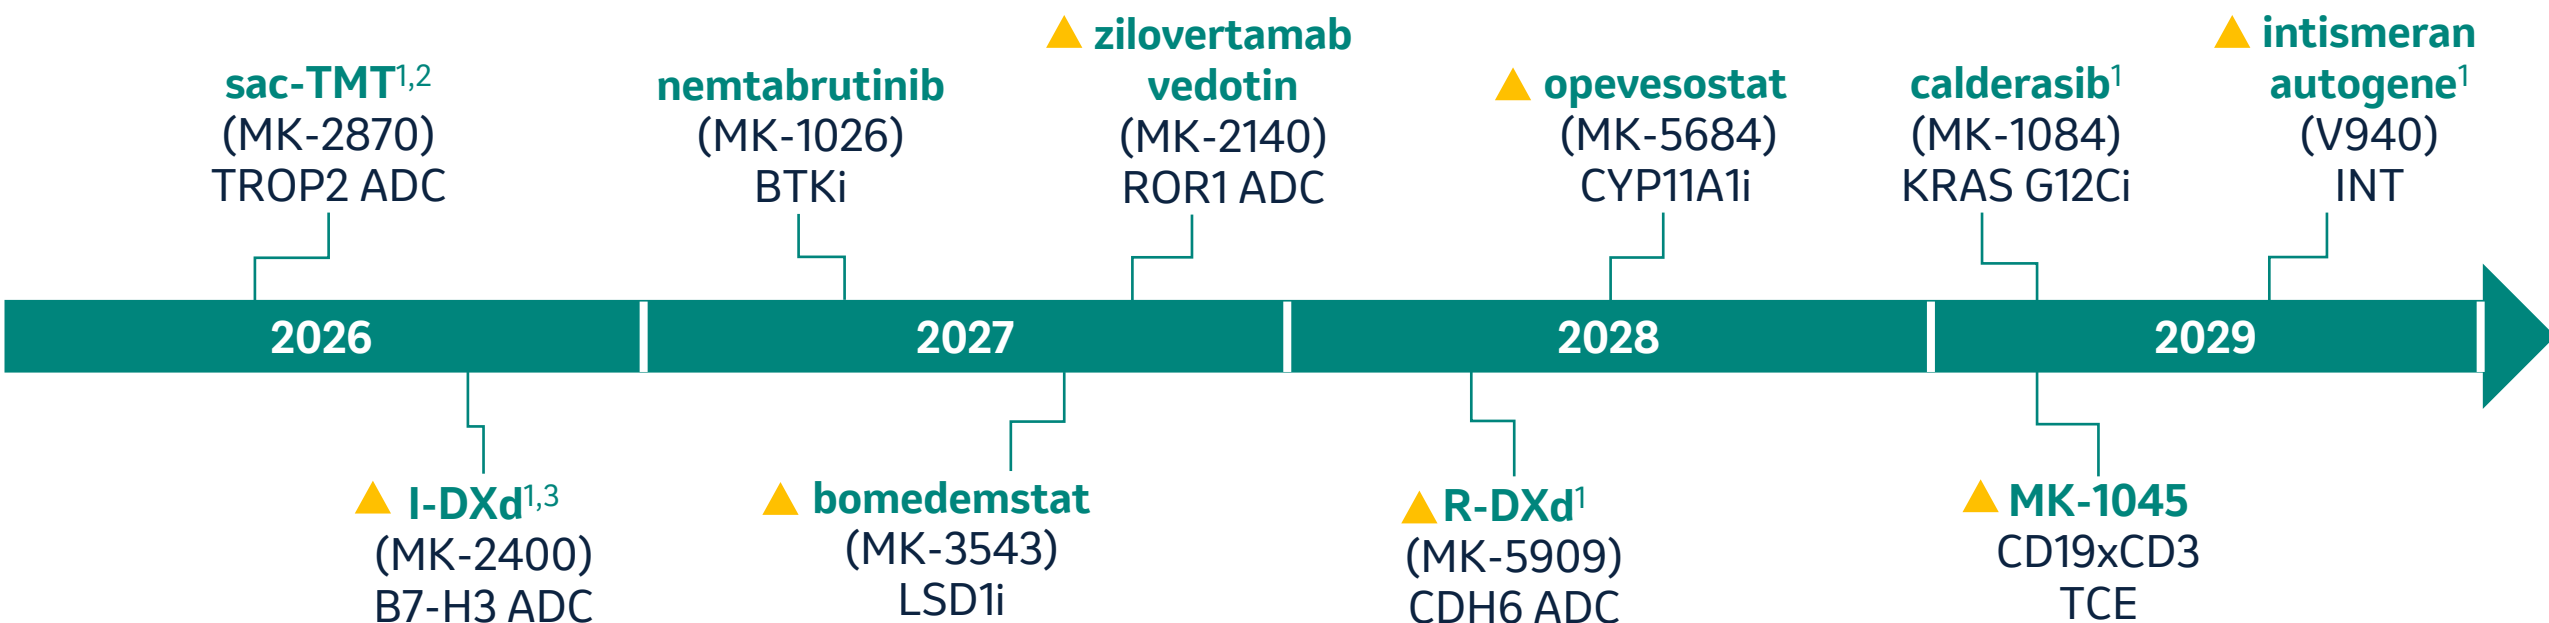 sac-TMT1,2
(MK-2870)
TROP2 ADC
nemtabrutinib
(MK-1026)
BTKi
zilovertamab
vedotin
(MK-2140)
ROR1 ADC
opevesostat
(MK-5684)
CYP11A1i
calderasib1
(MK-1084)
KRAS G12Ci
intismeran
autogene1
(V940)
INT
2026
2027
2028
2029
I-DXd1,3
(MK-2400)
B7-H3 ADC
bomedemstat
(MK-3543)
LSD1i
R-DXd1
(MK-5909)
CDH6 ADC
MK-1045
CD19xCD3
TCE